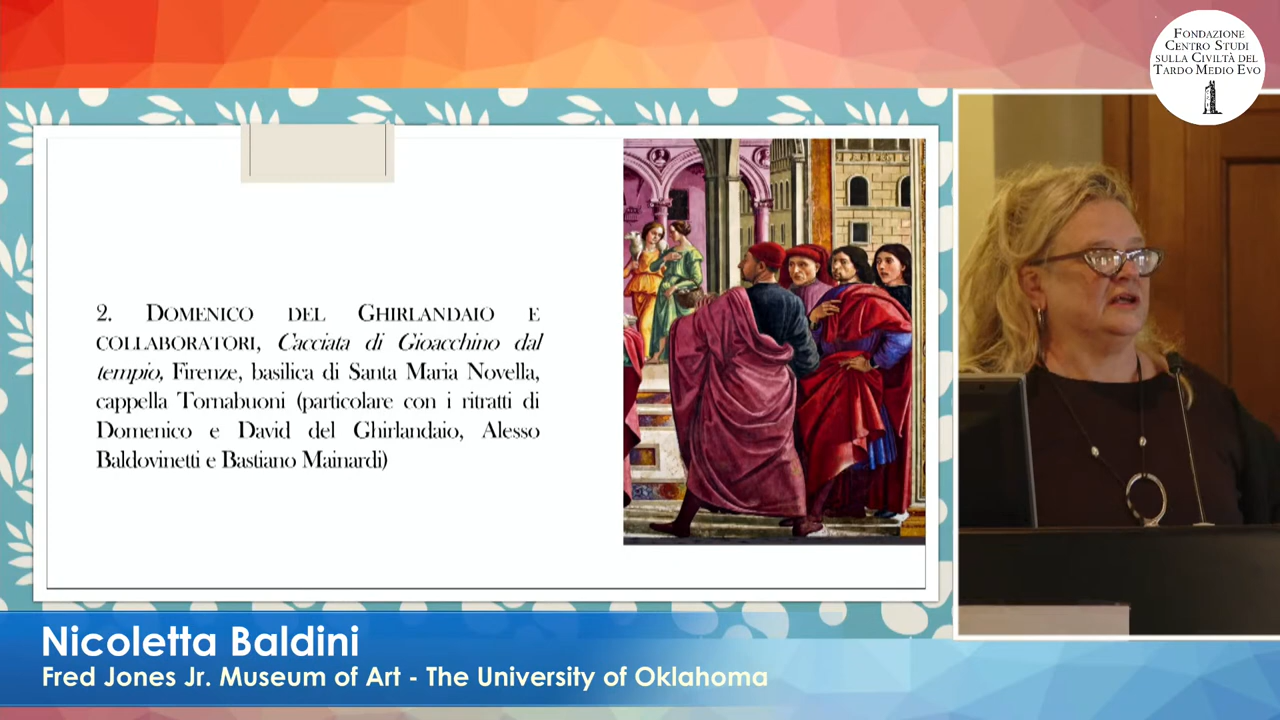 FONDAZIONE
CENTRO STUDI
SULLA CIVILTÀ DEL
TARDO MEDIO EVO
2. DOMENICO DEL GHIRLANDAIO E
COLLABORATORI, Cacciata di Gioacchino dal
tempio, Firenze, basilica di Santa Maria Novella,
cappella Tornabuoni (particolare con i ritratti di
Domenico e David del Ghirlandaio, Alesso
Baldovinetti e Bastiano Mainardi)
Nicoletta Baldini
Fred Jones Jr. Museum of Art - The University of Oklahoma